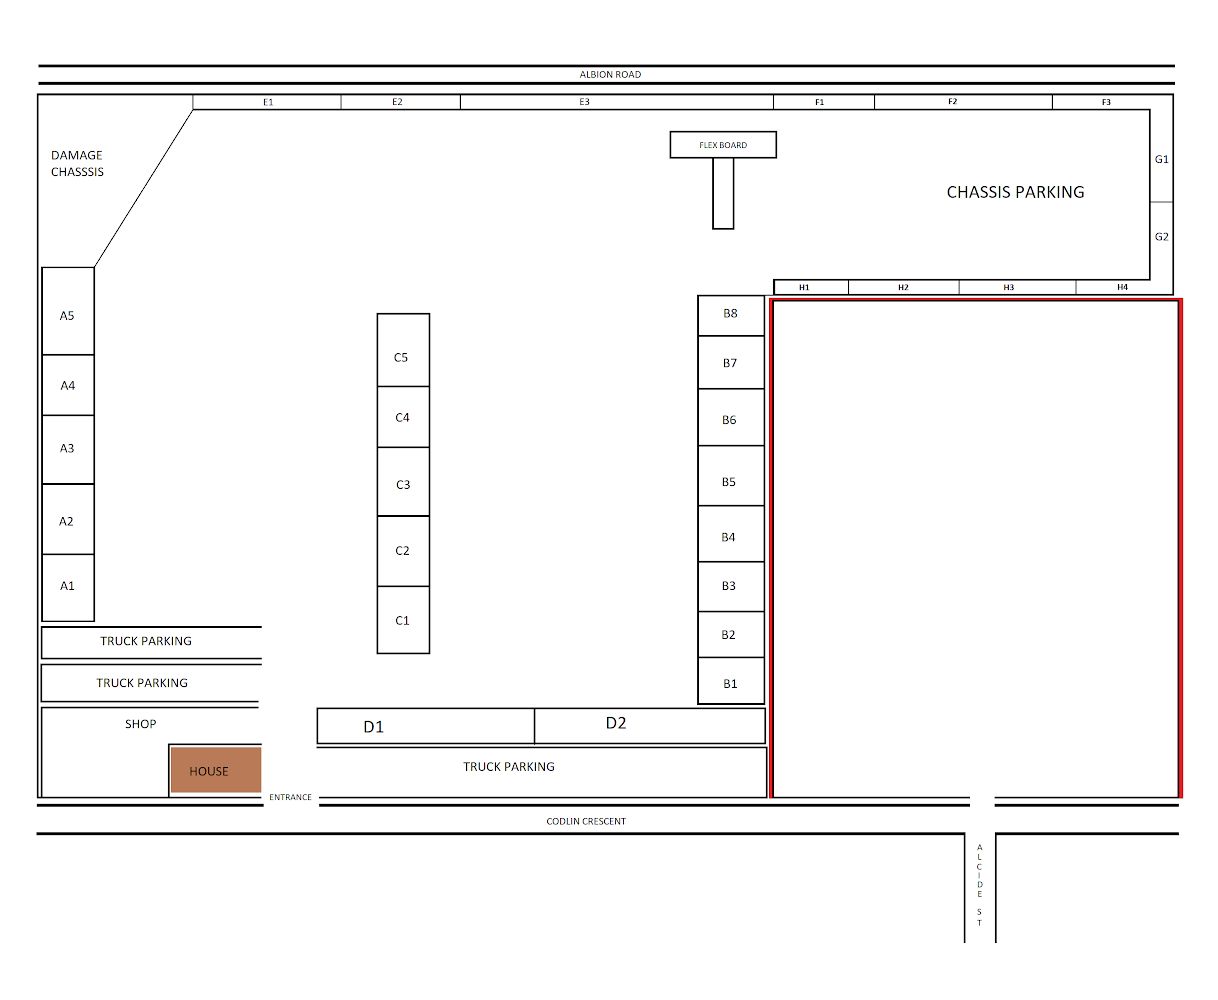 ALBION ROAD
E1
E2
E3
F1
F2
F3
DAMAGE
CHASSSIS
FLEX BOARD
CHASSIS PARKING
G1
G2
H1
H2
H3
H4
A5
A4
A3
A2
A1
C5
C4
C3
C2
C1
B8
B7
B6
B5
B4
B3
B2
B1
TRUCK PARKING
TRUCK PARKING
SHOP
HOUSE
D1
D2
TRUCK PARKING
ENTRANCE
CODLIN CRESCENT
ALCIDE ST